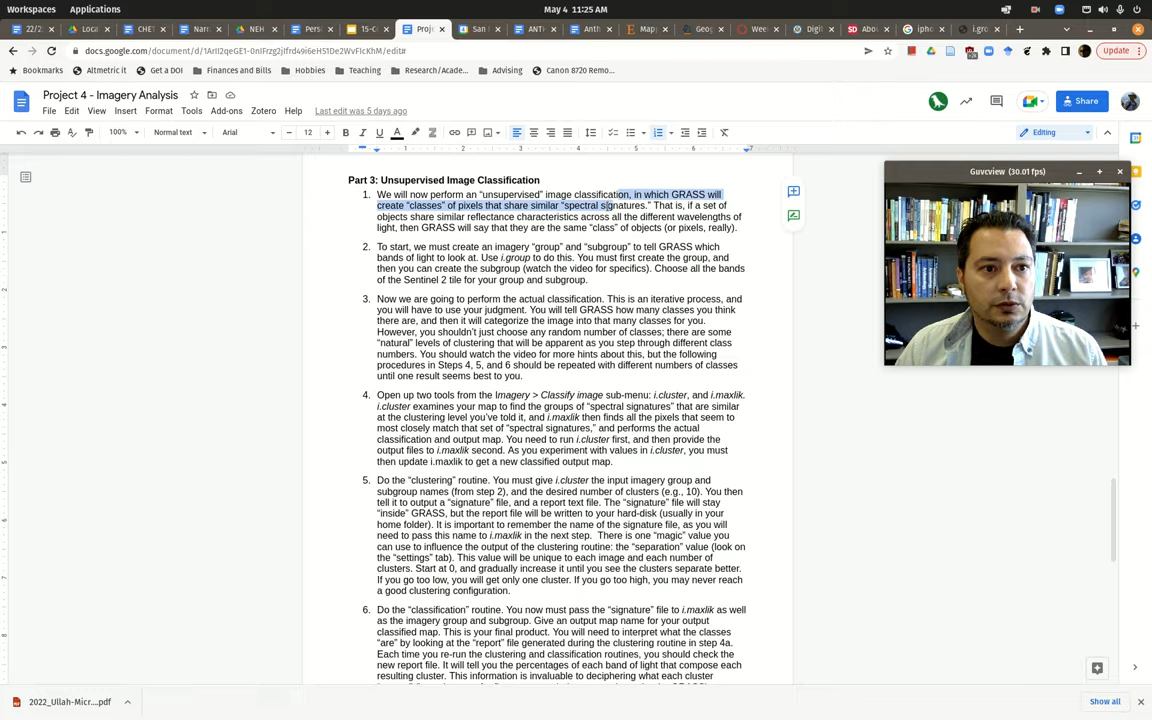 Workspaces Applications May 4 11:25 AM
22/2 Local CHE Narr NEH Perso 15-C Proj San ANT Anth Map Geog Wee Digit Abou ipho i.gro
docs.google.com
Update
Bookmarks Altmetric it Get a DOI Finances and Bills Hobbies Teaching Research/Acade... Advising Canon 8720 Remo...
Project 4 - Imagery Analysis
File Edit View Insert Format Tools Add-ons Zotero Help Last edit was 5 days ago
Share
100% Normal text Arial 12 Editing
Guvcview (30.01 fps)
Part 3: Unsupervised Image Classification
1. We will now perform an “unsupervised” image classification, in which GRASS will
create “classes” of pixels that share similar “spectral signatures.” That is, if a set of
objects share similar reflectance characteristics across all the different wavelengths of
light, then GRASS will say that they are the same “class” of objects (or pixels, really).
2. To start, we must create an imagery “group” and “subgroup” to tell GRASS which
bands of light to look at. Use i.group to do this. You must first create the group, and
then you can create the subgroup (watch the video for specifics). Choose all the bands
of the Sentinel 2 tile for your group and subgroup.
3. Now we are going to perform the actual classification. This is an iterative process, and
you will have to use your judgment. You will tell GRASS how many classes you think
there are, and then it will categorize the image into that many classes for you.
However, you shouldn’t just choose any random number of classes; there are some
“natural” levels of clustering that will be apparent as you step through different class
numbers. You should watch the video for more hints about this, but the following
procedures in Steps 4, 5, and 6 should be repeated with different numbers of classes
until one result seems best to you.
4. Open up two tools from the Imagery > Classify image sub-menu: i.cluster, and i.maxlik.
i.cluster examines your map to find the groups of “spectral signatures” that are similar
at the clustering level you’ve told it, and i.maxlik then finds all the pixels that seem to
most closely match that set of “spectral signatures,” and performs the actual
classification and output map. You need to run i.cluster first, and then provide the
output files to i.maxlik second. As you experiment with values in i.cluster, you must
then update i.maxlik to get a new classified output map.
5. Do the “clustering” routine. You must give i.cluster the input imagery group and
subgroup names (from step 2), and the desired number of clusters (e.g., 10). You then
tell it to output a “signature” file, and a report text file. The “signature” file will stay
“inside” GRASS, but the report file will be written to your hard-disk (usually in your
home folder). It is important to remember the name of the signature file, as you will
need to pass this name to i.maxlik in the next step. There is one “magic” value you
can use to influence the output of the clustering routine: the “separation” value (look on
the “settings” tab). This value will be unique to each image and each number of
clusters. Start at 0, and gradually increase it until you see the clusters separate better.
If you go too low, you will get only one cluster. If you go too high, you may never reach
a good clustering configuration.
6. Do the “classification” routine. You now must pass the “signature” file to i.maxlik as well
as the imagery group and subgroup. Give an output map name for your output
classified map. This is your final product. You will need to interpret what the classes
“are” by looking at the “report” file generated during the clustering routine in step 4a.
Each time you re-run the clustering and classification routines, you should check the
new report file. It will tell you the percentages of each band of light that compose each
resulting cluster. This information is invaluable to deciphering what each cluster
2022_Ullah-Micr....pdf Show all